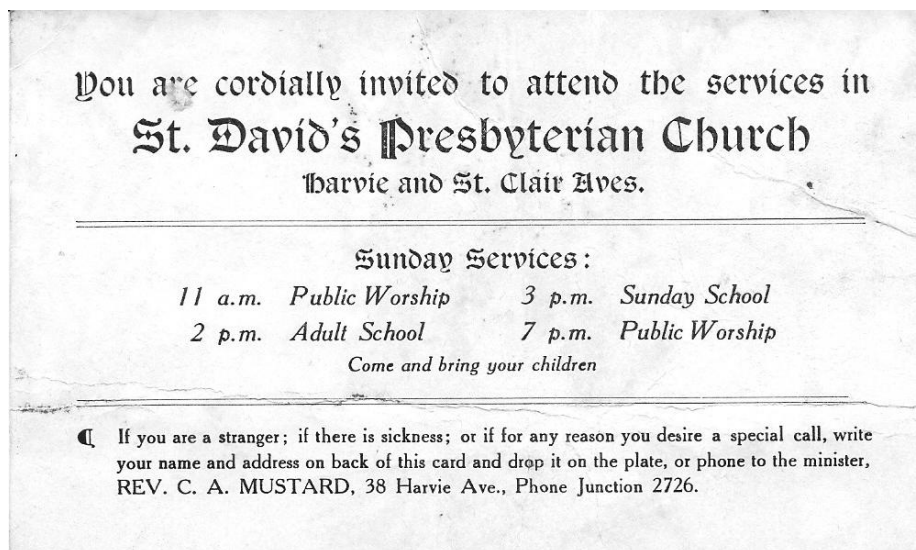 You are cordially invited to attend the services in
St. David's Presbyterian Church
Harvie and St. Clair Aves.
Sunday Services:
11 a.m. Public Worship 3 p.m. Sunday School
2 p.m. Adult School 7 p.m. Public Worship
Come and bring your children
¶ If you are a stranger; if there is sickness; or if for any reason you desire a special call, write
your name and address on back of this card and drop it on the plate, or phone to the minister,
REV. C. A. MUSTARD, 38 Harvie Ave., Phone Junction 2726.